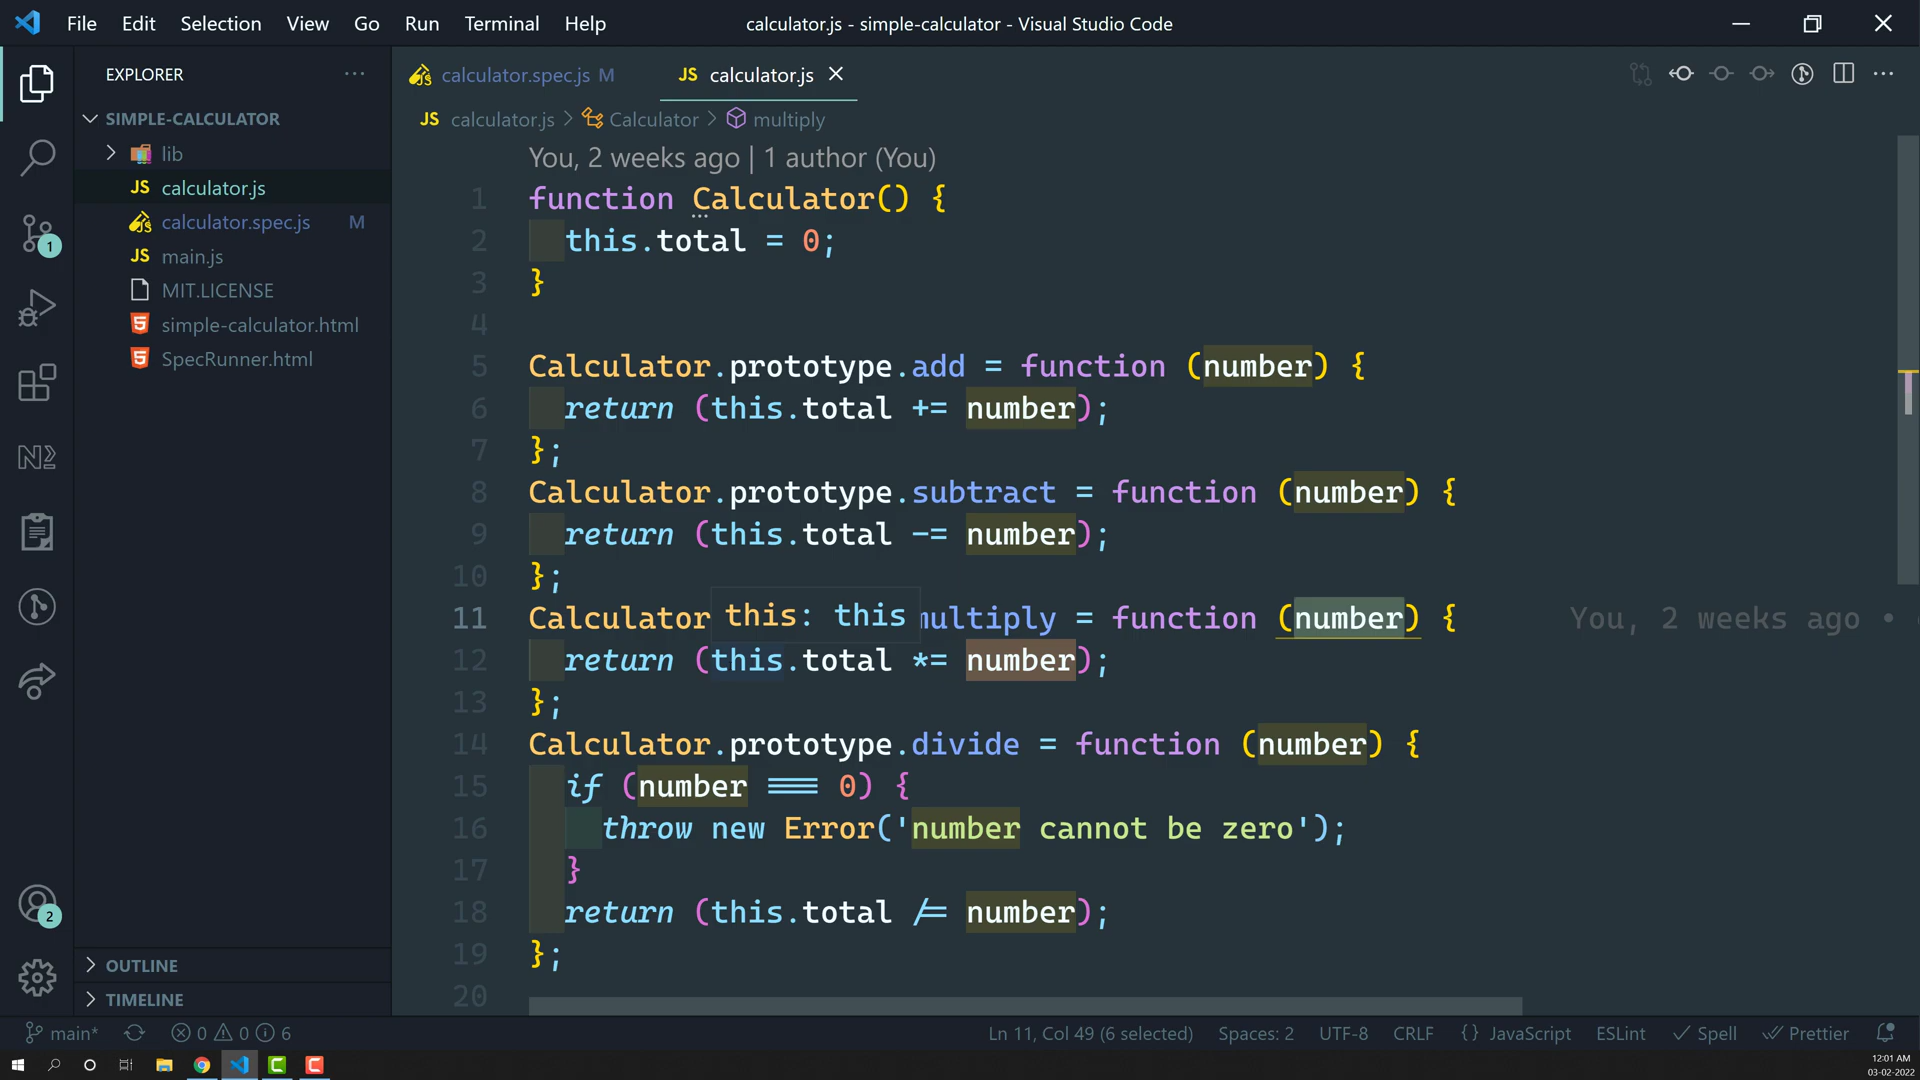 File Edit Selection View Go Run Terminal Help
calculator.js - simple-calculator - Visual Studio Code
EXPLORER
SIMPLE-CALCULATOR
lib
JS calculator.js
calculator.spec.js M
JS main.js
MIT.LICENSE
simple-calculator.html
SpecRunner.html
OUTLINE
TIMELINE
1
2
calculator.spec.js M
JS calculator.js
JS calculator.js > Calculator > multiply
You, 2 weeks ago | 1 author (You)
1 function Calculator() {
2 this.total = 0;
3 }
4
5 Calculator.prototype.add = function (number) {
6 return (this.total += number);
7 };
8 Calculator.prototype.subtract = function (number) {
9 return (this.total -= number);
10 };
11 Calculator this: this multiply = function (number) { You, 2 weeks ago •
12 return (this.total *= number);
13 };
14 Calculator.prototype.divide = function (number) {
15 if (number === 0) {
16 throw new Error('number cannot be zero');
17 }
18 return (this.total /= number);
19 };
20
main* 0 0 6 Ln 11, Col 49 (6 selected) Spaces: 2 UTF-8 CRLF {} JavaScript ESLint Spell Prettier
12:01 AM
03-02-2022